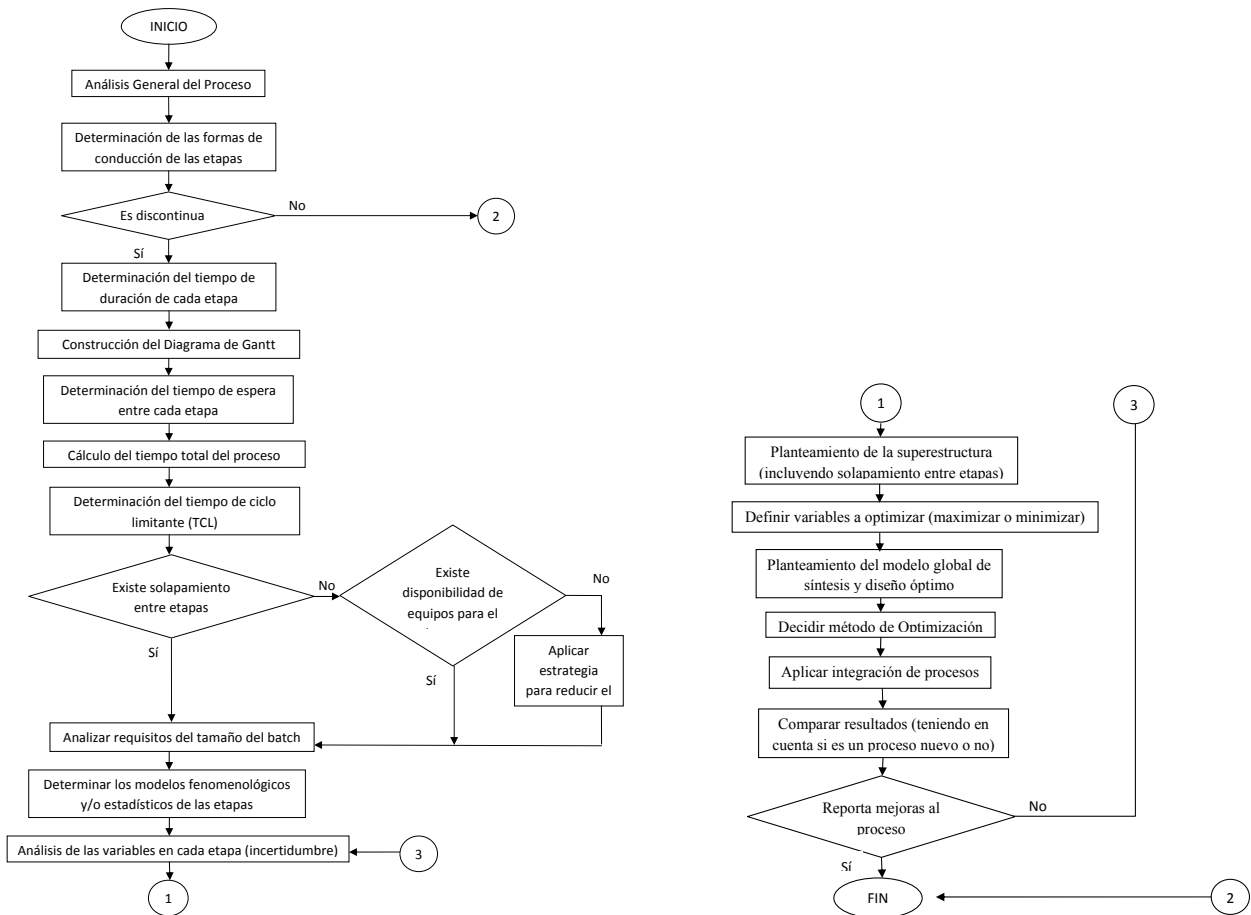 INICIO
Análisis General del Proceso
Determinación de las formas de
conducción de las etapas
Es discontinua
No
2
Sí
Determinación del tiempo de
duración de cada etapa
Construcción del Diagrama de Gantt
Determinación del tiempo de espera
entre cada etapa
Cálculo del tiempo total del proceso
Determinación del tiempo de ciclo
limitante (TCL)
Existe solapamiento
entre etapas
No
Existe
disponibilidad de
equipos para el
No
Aplicar
estrategia
para reducir el
Sí
Sí
Analizar requisitos del tamaño del batch
Determinar los modelos fenomenológicos
y/o estadísticos de las etapas
Análisis de las variables en cada etapa (incertidumbre)
3
1
1
3
Planteamiento de la superestructura
(incluyendo solapamiento entre etapas)
Definir variables a optimizar (maximizar o minimizar)
Planteamiento del modelo global de
síntesis y diseño óptimo
Decidir método de Optimización
Aplicar integración de procesos
Comparar resultados (teniendo en
cuenta si es un proceso nuevo o no)
Reporta mejoras al
proceso
No
Sí
FIN
2